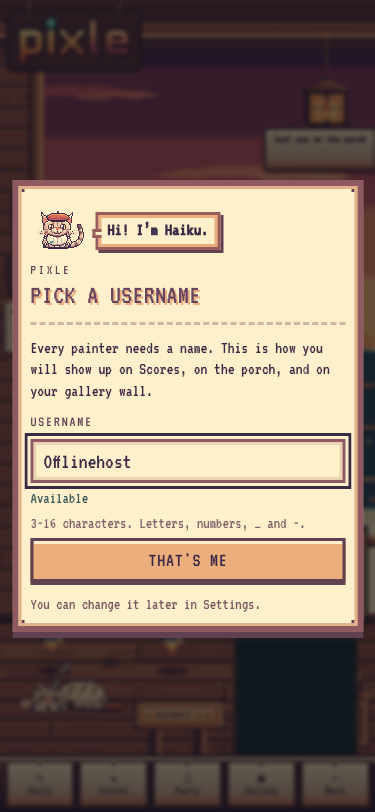 pixle
Hi! I'm Haiku.
PIXLE
PICK A USERNAME
Every painter needs a name. This is how you
will show up on Scores, on the porch, and on
your gallery wall.
USERNAME
Offlinehost
Available
3-16 characters. Letters, numbers, _ and -.
THAT'S ME
You can change it later in Settings.